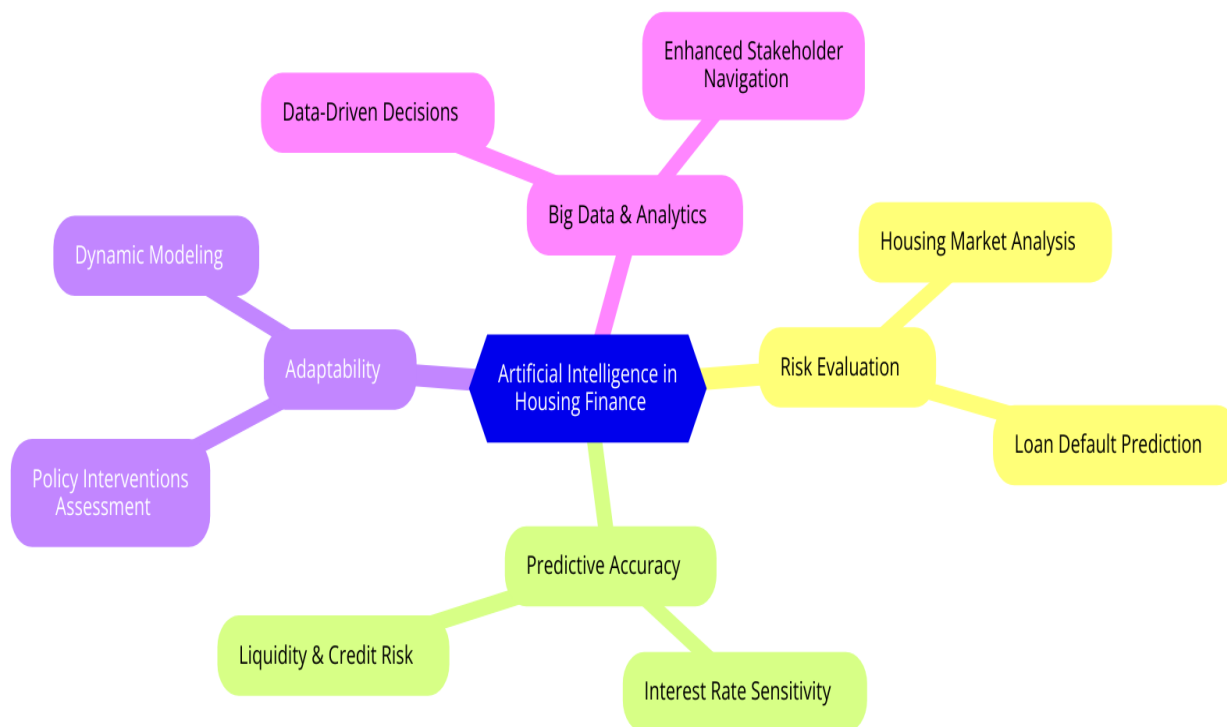 Enhanced Stakeholder
Navigation
Data-Driven Decisions
Big Data & Analytics
Housing Market Analysis
Dynamic Modeling
Adaptability
Artificial Intelligence in
Housing Finance
Risk Evaluation
Loan Default Prediction
Policy Interventions
Assessment
Predictive Accuracy
Liquidity & Credit Risk
Interest Rate Sensitivity